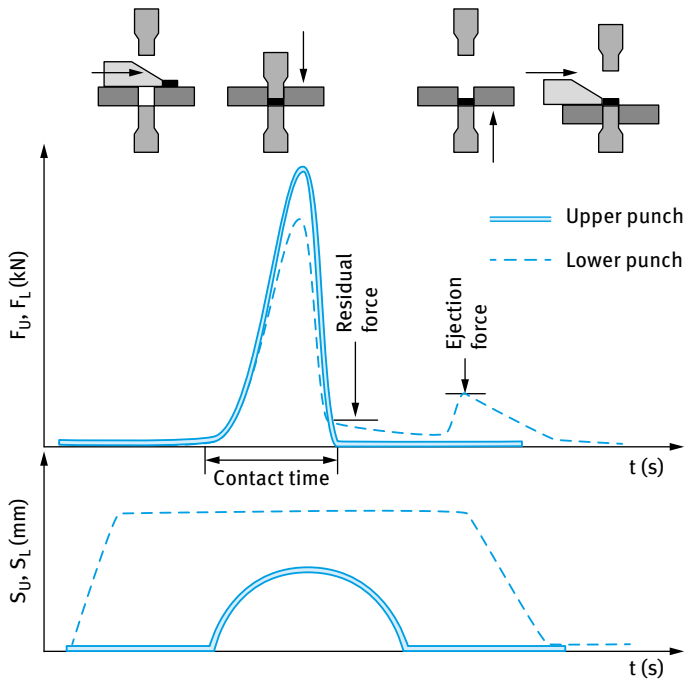 Upper punch
Lower punch
F_U, F_L (kN)
Residual
force
Ejection
force
Contact time
t (s)
S_U, S_L (mm)
t (s)